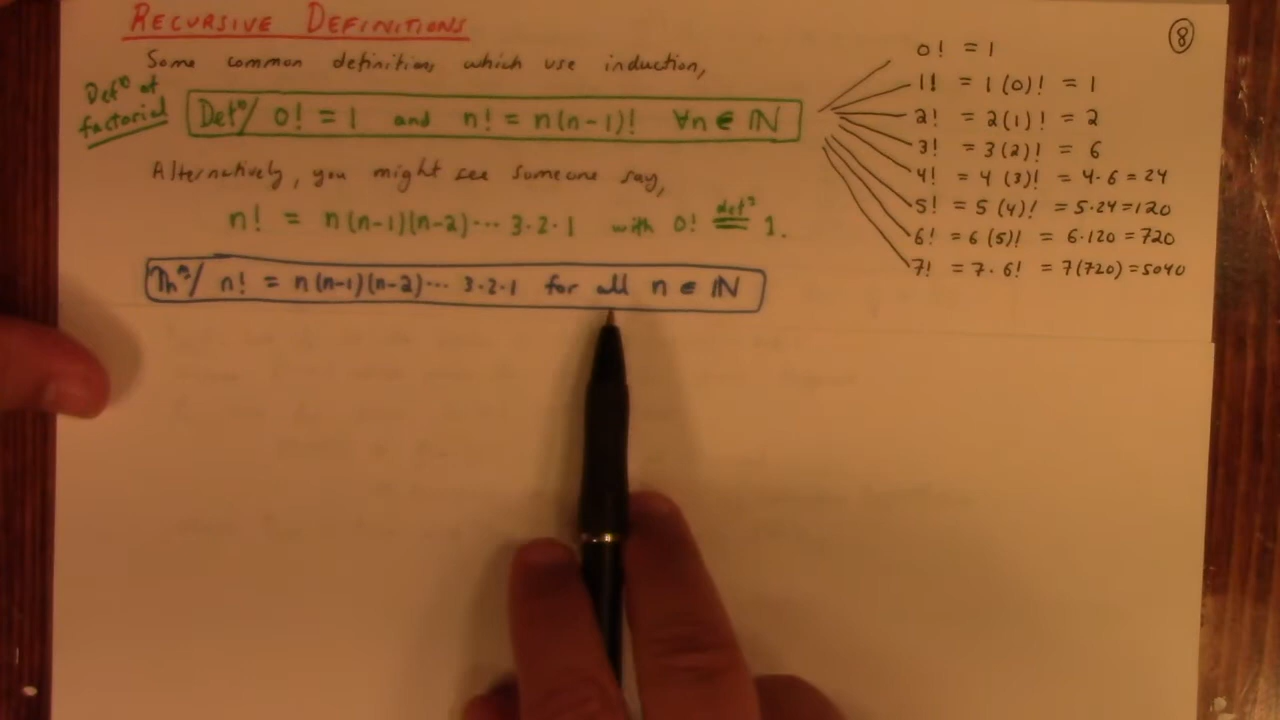 RECURSIVE DEFINITIONS
Some common definitions which use induction,
Defⁿ of factorial
Defⁿ/ 0! = 1 and n! = n(n-1)! ∀n ∈ ℕ
Alternatively, you might see someone say,
n! = n(n-1)(n-2)··· 3·2·1 with 0! defⁿ= 1.
Thᵐ/ n! = n(n-1)(n-2)··· 3·2·1 for all n ∈ ℕ
8
0! = 1
1! = 1(0)! = 1
2! = 2(1)! = 2
3! = 3(2)! = 6
4! = 4(3)! = 4·6 = 24
5! = 5(4)! = 5·24 = 120
6! = 6(5)! = 6·120 = 720
7! = 7·6! = 7(720) = 5040